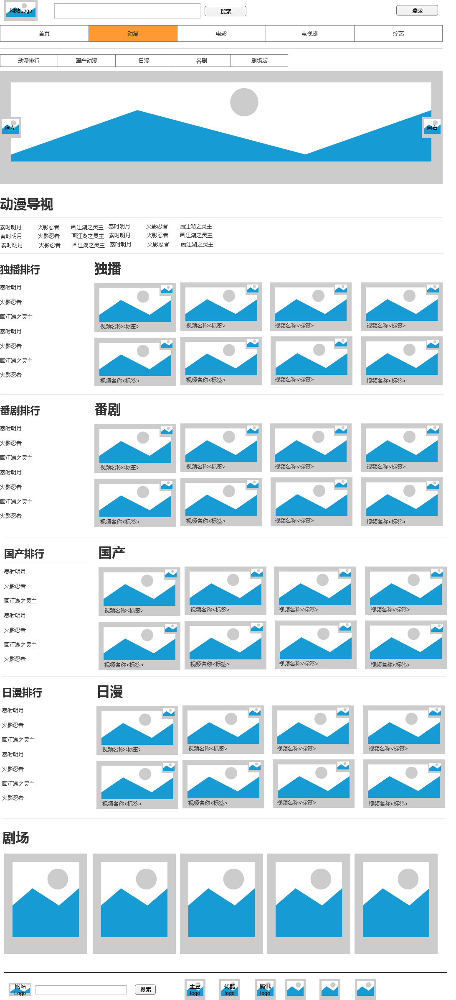 网站Logo 搜索 登录
首页 动漫 电影 电视剧 综艺
动漫排行 国产动漫 日漫 番剧 剧场版
向左 向右
动漫导视
秦时明月 火影忍者 画江湖之灵主 秦时明月 火影忍者 画江湖之灵主
秦时明月 火影忍者 画江湖之灵主 秦时明月 火影忍者 画江湖之灵主
秦时明月 火影忍者 画江湖之灵主 秦时明月 火影忍者 画江湖之灵主
独播排行
秦时明月
火影忍者
画江湖之灵主
秦时明月
火影忍者
画江湖之灵主
火影忍者
独播
视频名称<标签> 视频名称<标签> 视频名称<标签> 视频名称<标签>
视频名称<标签> 视频名称<标签> 视频名称<标签> 视频名称<标签>
番剧排行
秦时明月
火影忍者
画江湖之灵主
秦时明月
火影忍者
画江湖之灵主
火影忍者
番剧
视频名称<标签> 视频名称<标签> 视频名称<标签> 视频名称<标签>
视频名称<标签> 视频名称<标签> 视频名称<标签> 视频名称<标签>
国产排行
秦时明月
火影忍者
画江湖之灵主
秦时明月
火影忍者
画江湖之灵主
火影忍者
国产
视频名称<标签> 视频名称<标签> 视频名称<标签> 视频名称<标签>
视频名称<标签> 视频名称<标签> 视频名称<标签> 视频名称<标签>
日漫排行
秦时明月
火影忍者
画江湖之灵主
秦时明月
火影忍者
画江湖之灵主
火影忍者
日漫
视频名称<标签> 视频名称<标签> 视频名称<标签> 视频名称<标签>
视频名称<标签> 视频名称<标签> 视频名称<标签> 视频名称<标签>
剧场
网站
Logo
搜索
土豆
logo
优酷
logo
腾讯
logo